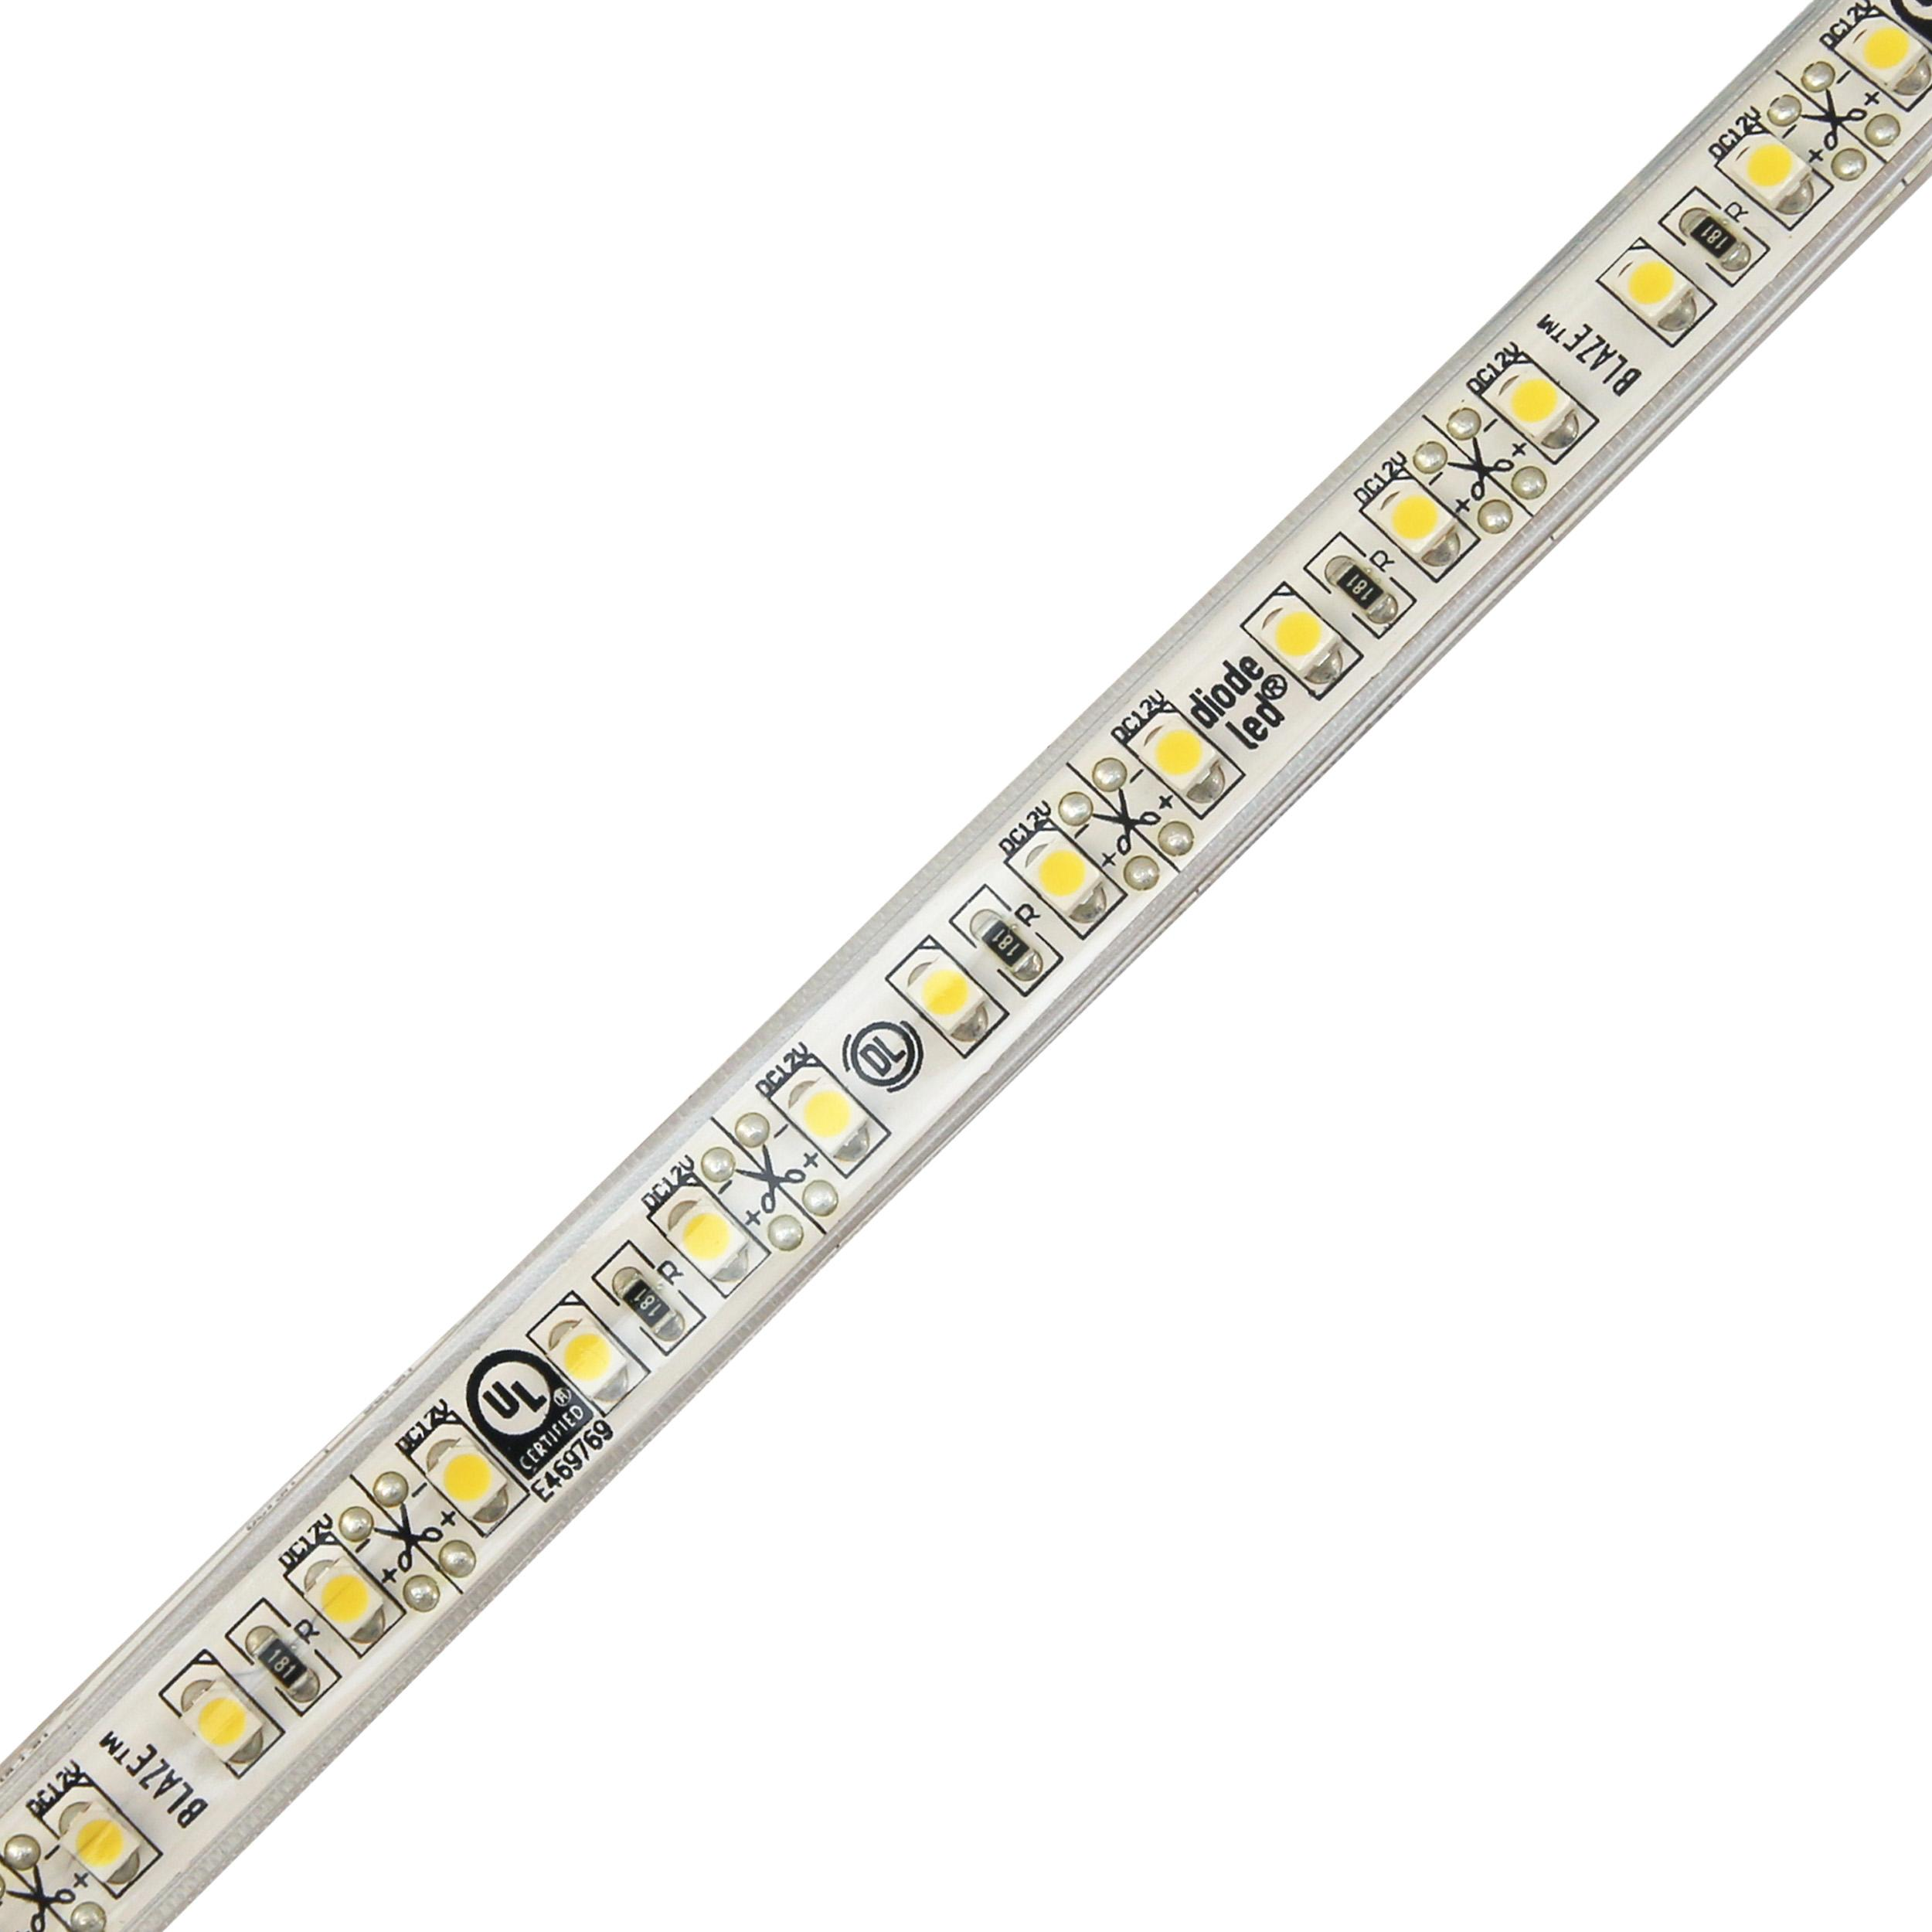 DC12V
- +
- +
DC12V
R
181
BLAZE™
DC12V
- +
- +
DC12V
R
181
diode
led®
DC12V
- +
- +
DC12V
R
181
DL
DC12V
- +
- +
DC12V
R
181
UL
®
CERTIFIED
E469769
DC12V
- +
- +
DC12V
R
181
BLAZE™
DC12V
- +